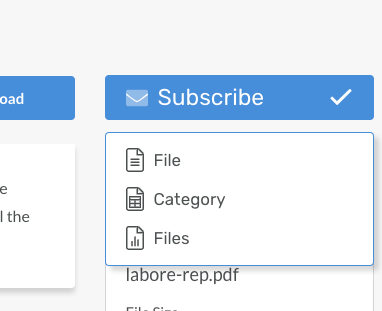 oad
Subscribe
File
e
Category
l the
Files
labore-rep.pdf
File Size